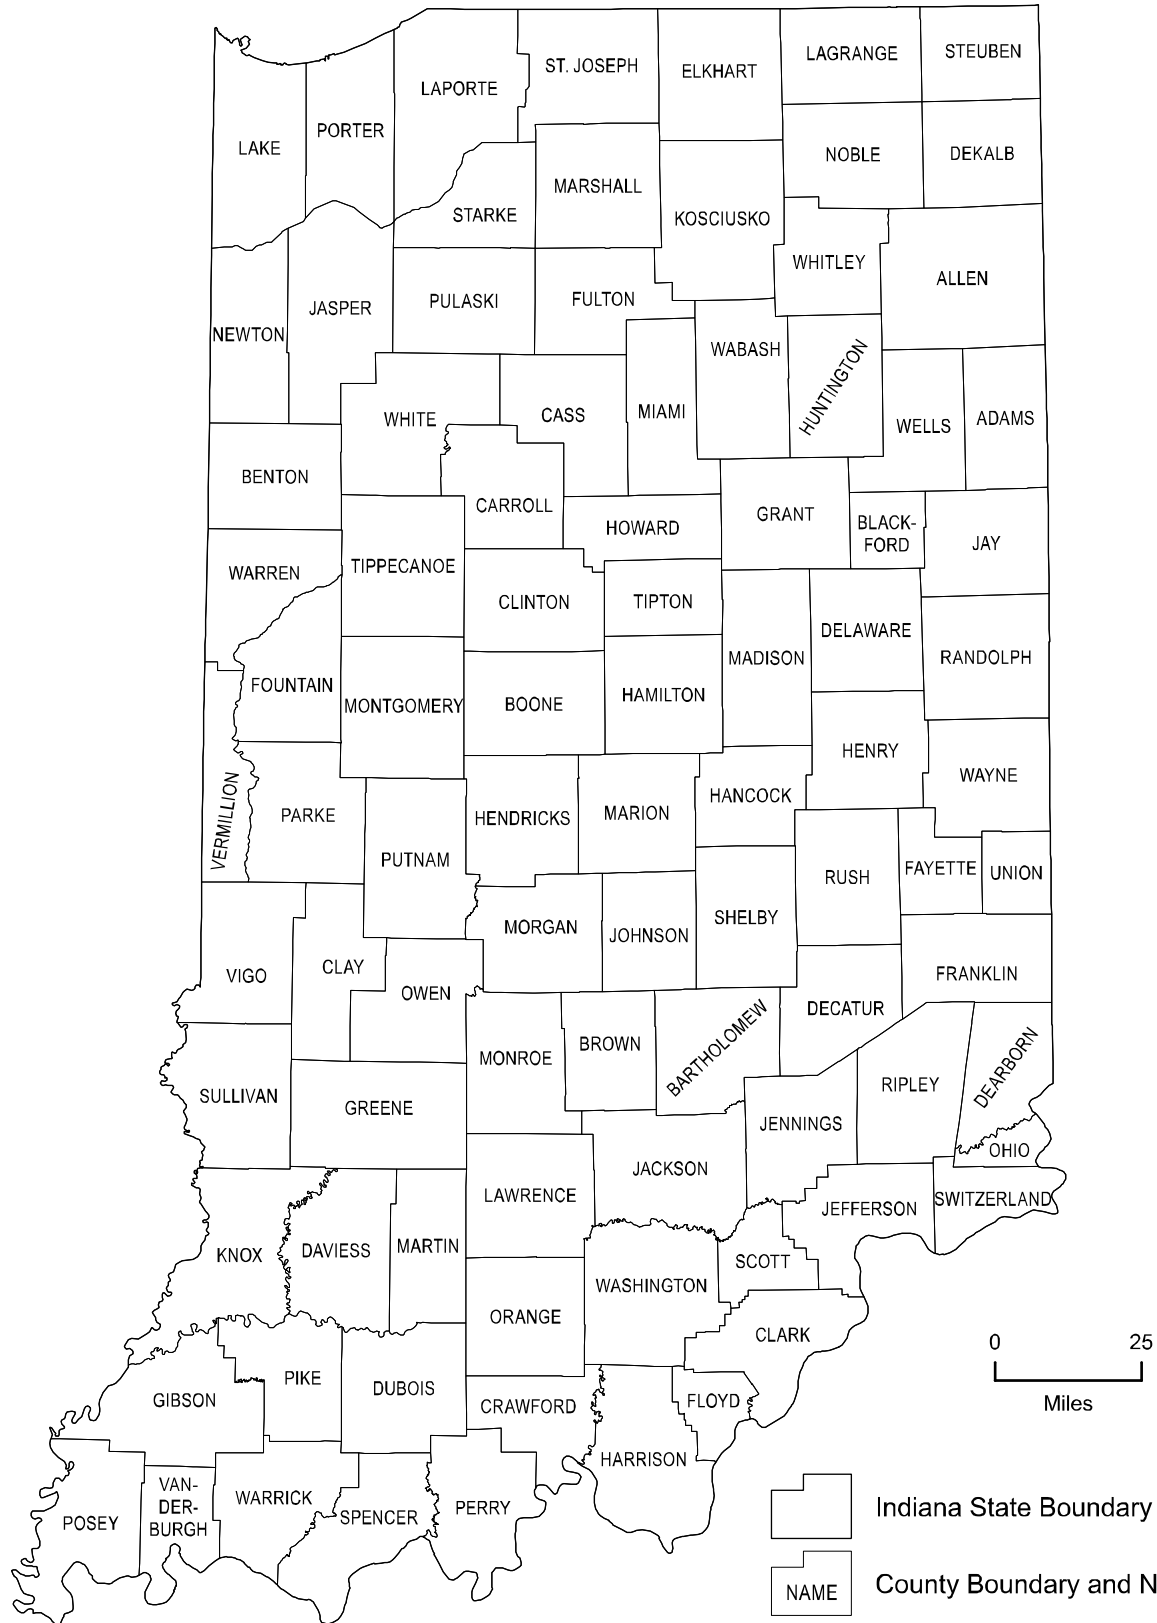 LAGRANGE
STEUBEN
ST. JOSEPH
ELKHART
LAPORTE
PORTER
LAKE
NOBLE
DEKALB
MARSHALL
STARKE
KOSCIUSKO
WHITLEY
ALLEN
PULASKI
FULTON
JASPER
NEWTON
WABASH
HUNTINGTON
WHITE
CASS
MIAMI
WELLS
ADAMS
BENTON
CARROLL
HOWARD
GRANT
BLACK-
FORD
JAY
WARREN
TIPPECANOE
CLINTON
TIPTON
DELAWARE
MADISON
RANDOLPH
FOUNTAIN
MONTGOMERY
BOONE
HAMILTON
HENRY
WAYNE
VERMILLION
PARKE
HENDRICKS
MARION
HANCOCK
PUTNAM
RUSH
FAYETTE
UNION
MORGAN
JOHNSON
SHELBY
VIGO
CLAY
OWEN
FRANKLIN
DECATUR
MONROE
BROWN
BARTHOLOMEW
RIPLEY
DEARBORN
SULLIVAN
GREENE
JENNINGS
OHIO
JACKSON
LAWRENCE
JEFFERSON
SWITZERLAND
KNOX
DAVIESS
MARTIN
SCOTT
WASHINGTON
ORANGE
CLARK
0
25
Miles
PIKE
DUBOIS
GIBSON
CRAWFORD
FLOYD
HARRISON
VAN-
DER-
BURGH
WARRICK
SPENCER
PERRY
POSEY
Indiana State Boundary
NAME
County Boundary and N